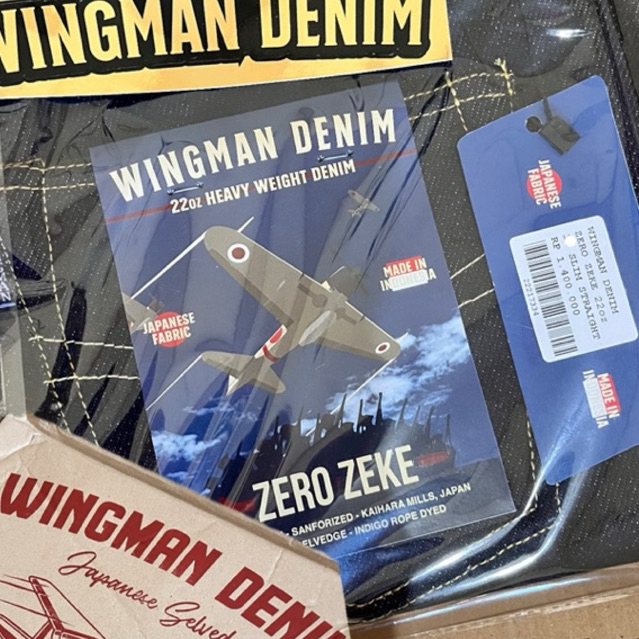 WINGMAN DENIM
WINGMAN DENIM
22oz HEAVY WEIGHT DENIM
MADE IN
INDONESIA
JAPANESE
FABRIC
ZERO ZEKE
- SANFORIZED - KAIHARA MILLS, JAPAN
ELVEDGE - INDIGO ROPE DYED
JAPANESE
FABRIC
WINGMAN DENIM
ZERO ZEKE 22oz
SLIM STRAIGHT
RP 1.400.000
MADE IN
INDONESIA
WINGMAN DENI
Japanese Selved